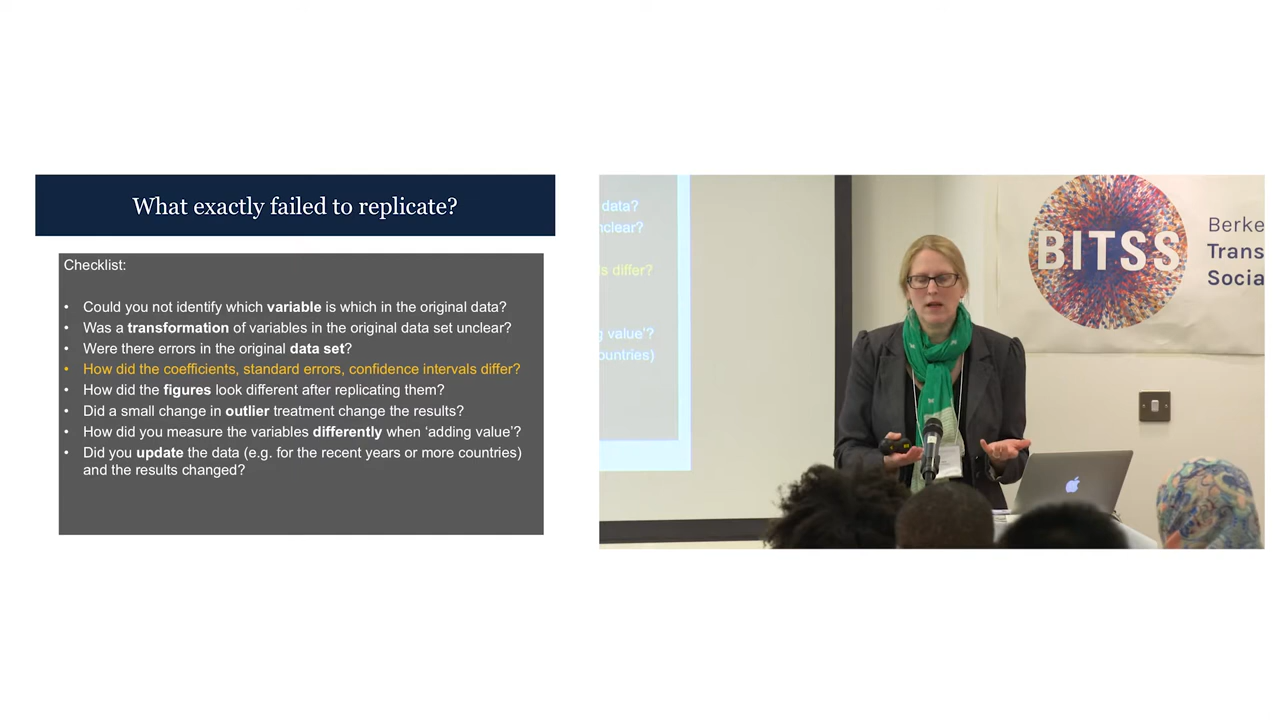 What exactly failed to replicate?
Checklist:
• Could you not identify which variable is which in the original data?
• Was a transformation of variables in the original data set unclear?
• Were there errors in the original data set?
• How did the coefficients, standard errors, confidence intervals differ?
• How did the figures look different after replicating them?
• Did a small change in outlier treatment change the results?
• How did you measure the variables differently when ‘adding value’?
• Did you update the data (e.g. for the recent years or more countries)
and the results changed?
data?
clear?
s differ?
g value’?
ountries)
BITSS
Berke
Trans
Socia